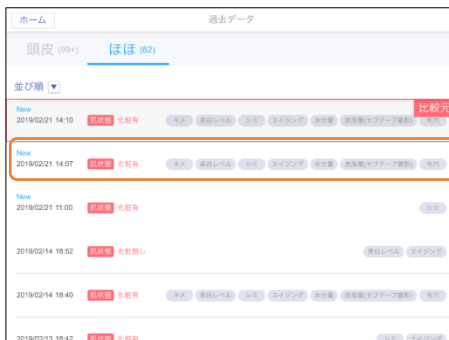 ホーム 過去データ
頭皮 (99+) ほほ (62)
並び順 ▼
New 比較元
2019/02/21 14:10 肌状態 化粧有 キメ 美白レベル シミ エイジング 水分量 皮脂量(セブテープ撮影) 毛穴
New
2019/02/21 14:07 肌状態 化粧有 キメ 美白レベル シミ エイジング 水分量 皮脂量(セブテープ撮影) 毛穴
New
2019/02/21 11:00 肌状態 化粧有 シミ
2019/02/14 18:52 肌状態 化粧無し 美白レベル エイジング
2019/02/14 18:40 肌状態 化粧有 キメ 美白レベル シミ エイジング 水分量 皮脂量(セブテープ撮影) 毛穴
2019/02/13 18:42 肌状態 化粧有 シミ エイジング